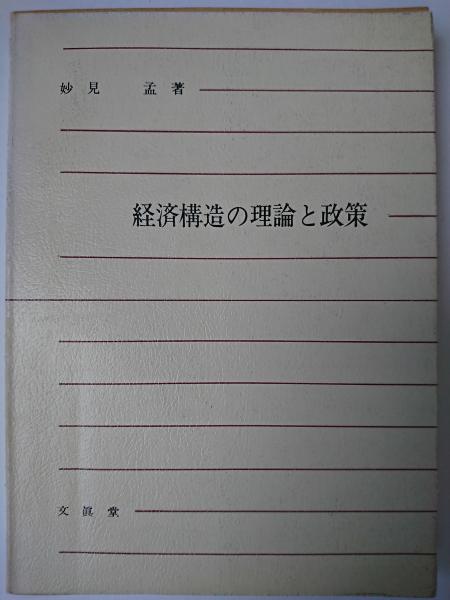 妙見 孟著
経済構造の理論と政策
文眞堂